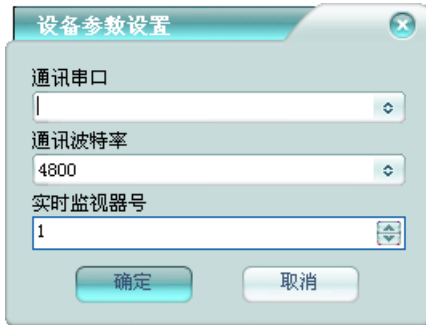 设备参数设置
通讯串口
通讯波特率
4800
实时监视器号
1
确定 取消